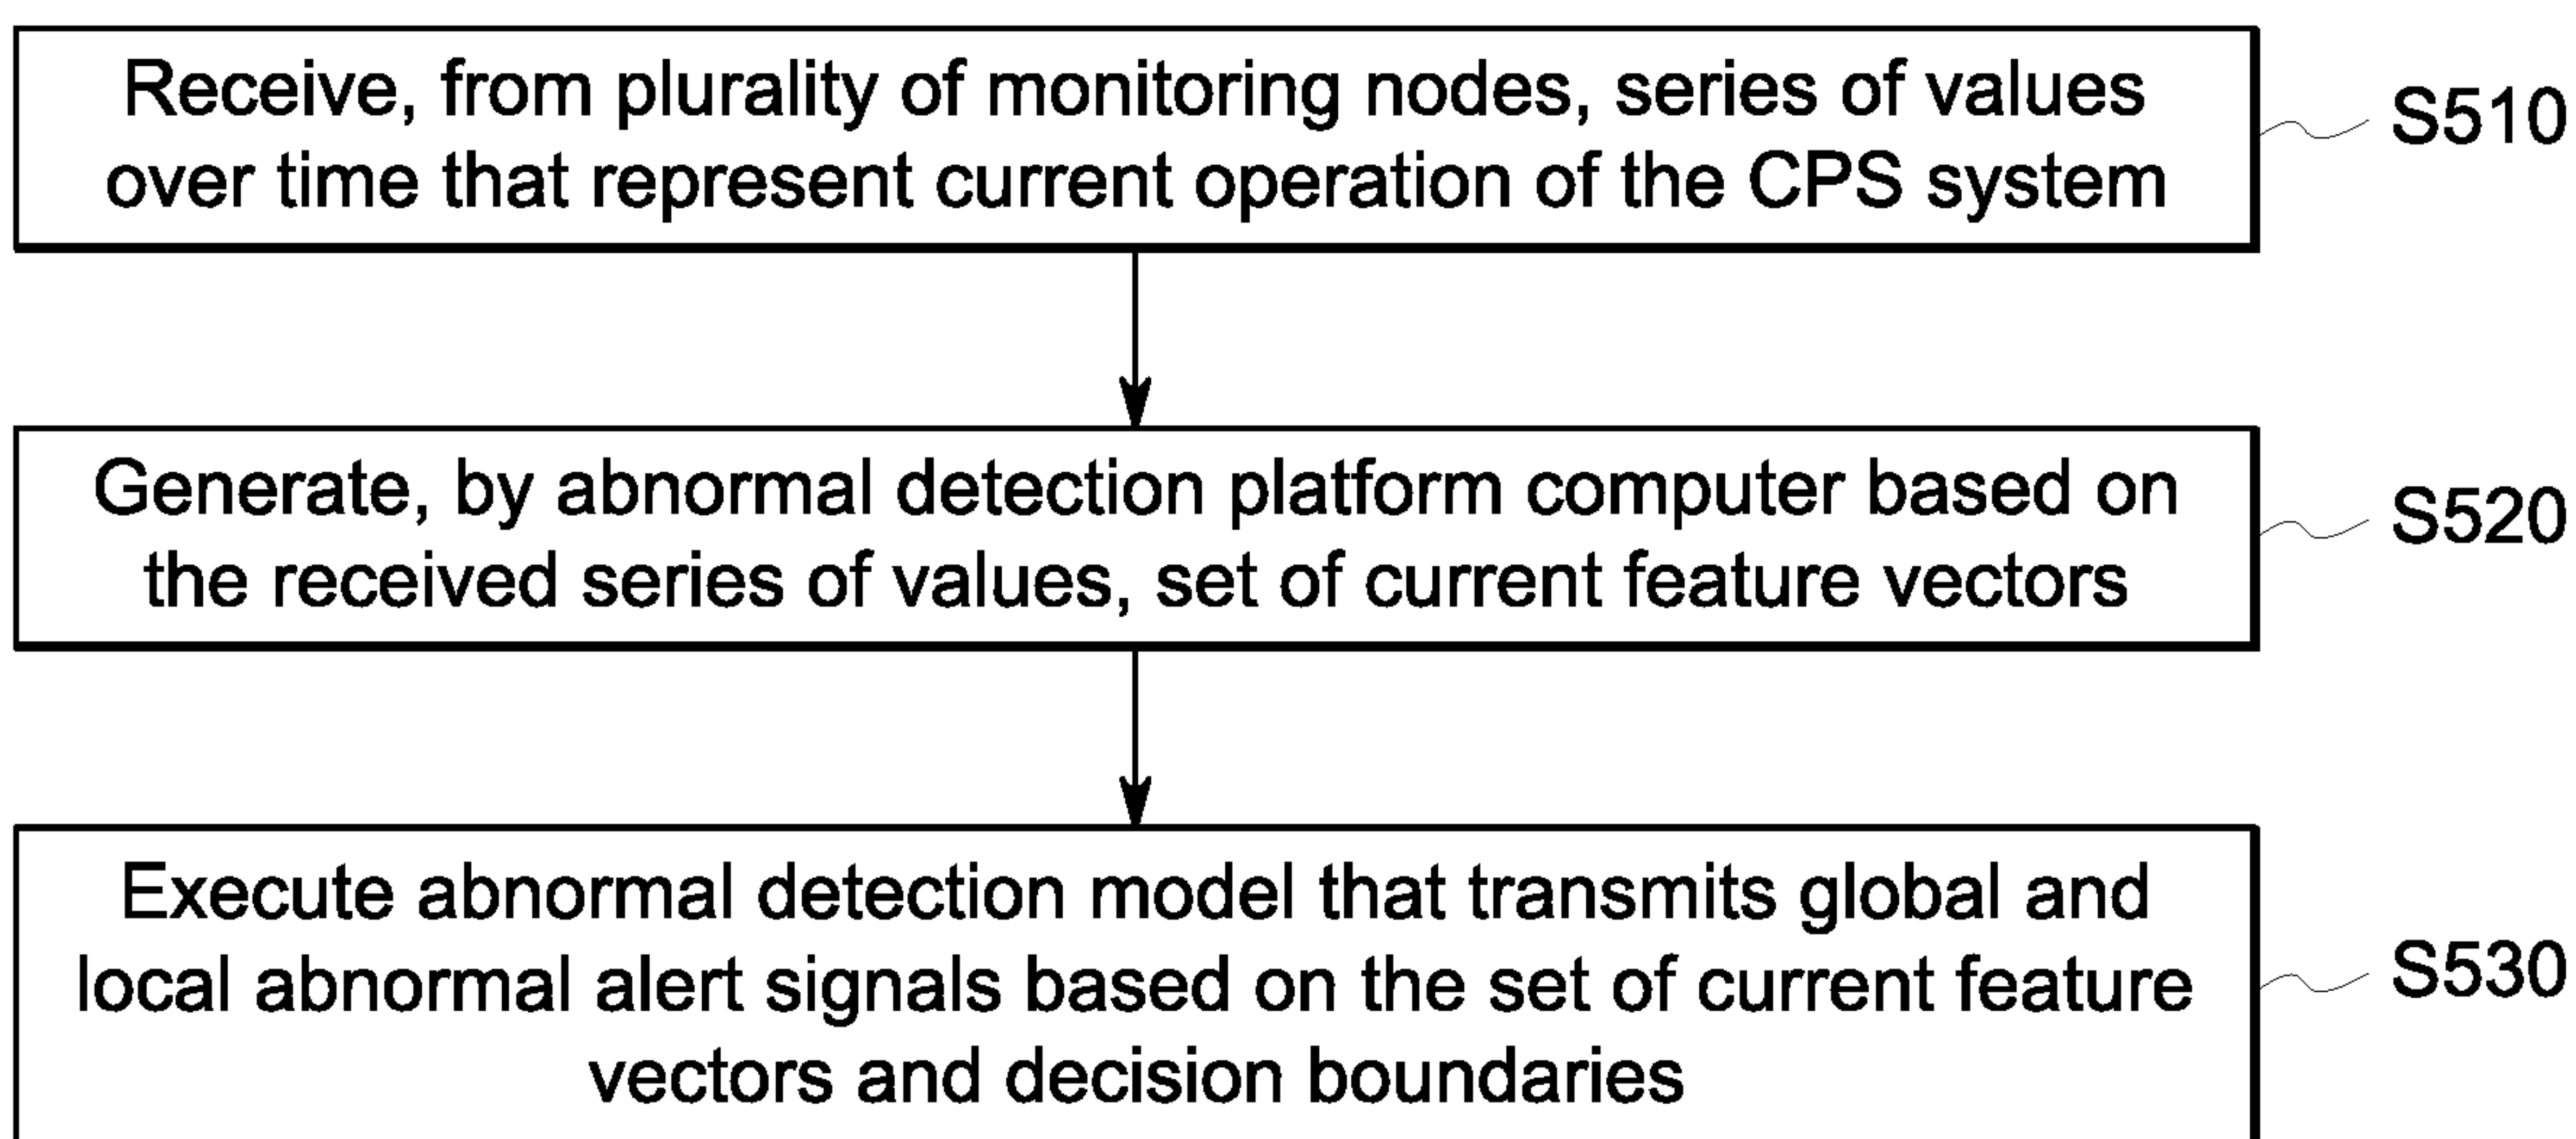 Receive, from plurality of monitoring nodes, series of values
over time that represent current operation of the CPS system
S510
Generate, by abnormal detection platform computer based on
the received series of values, set of current feature vectors
S520
Execute abnormal detection model that transmits global and
local abnormal alert signals based on the set of current feature
vectors and decision boundaries
S530